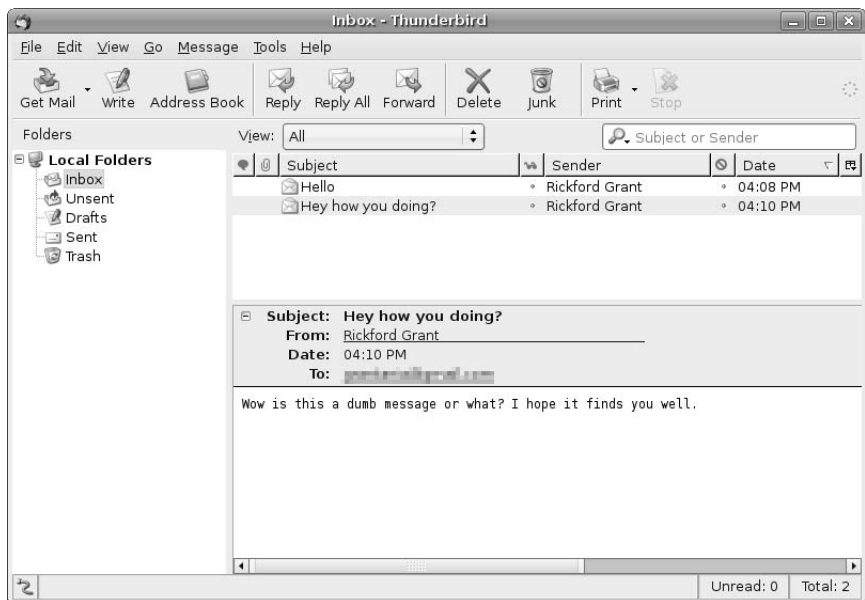 Inbox - Thunderbird
File Edit View Go Message Tools Help
Get Mail Write Address Book Reply Reply All Forward Delete Junk Print Stop
Folders
View: All
Subject or Sender
Local Folders
Inbox
Unsent
Drafts
Sent
Trash
Subject Sender Date
Hello Rickford Grant 04:08 PM
Hey how you doing? Rickford Grant 04:10 PM
Subject: Hey how you doing?
From: Rickford Grant
Date: 04:10 PM
To:
Wow is this a dumb message or what? I hope it finds you well.
Unread: 0 Total: 2